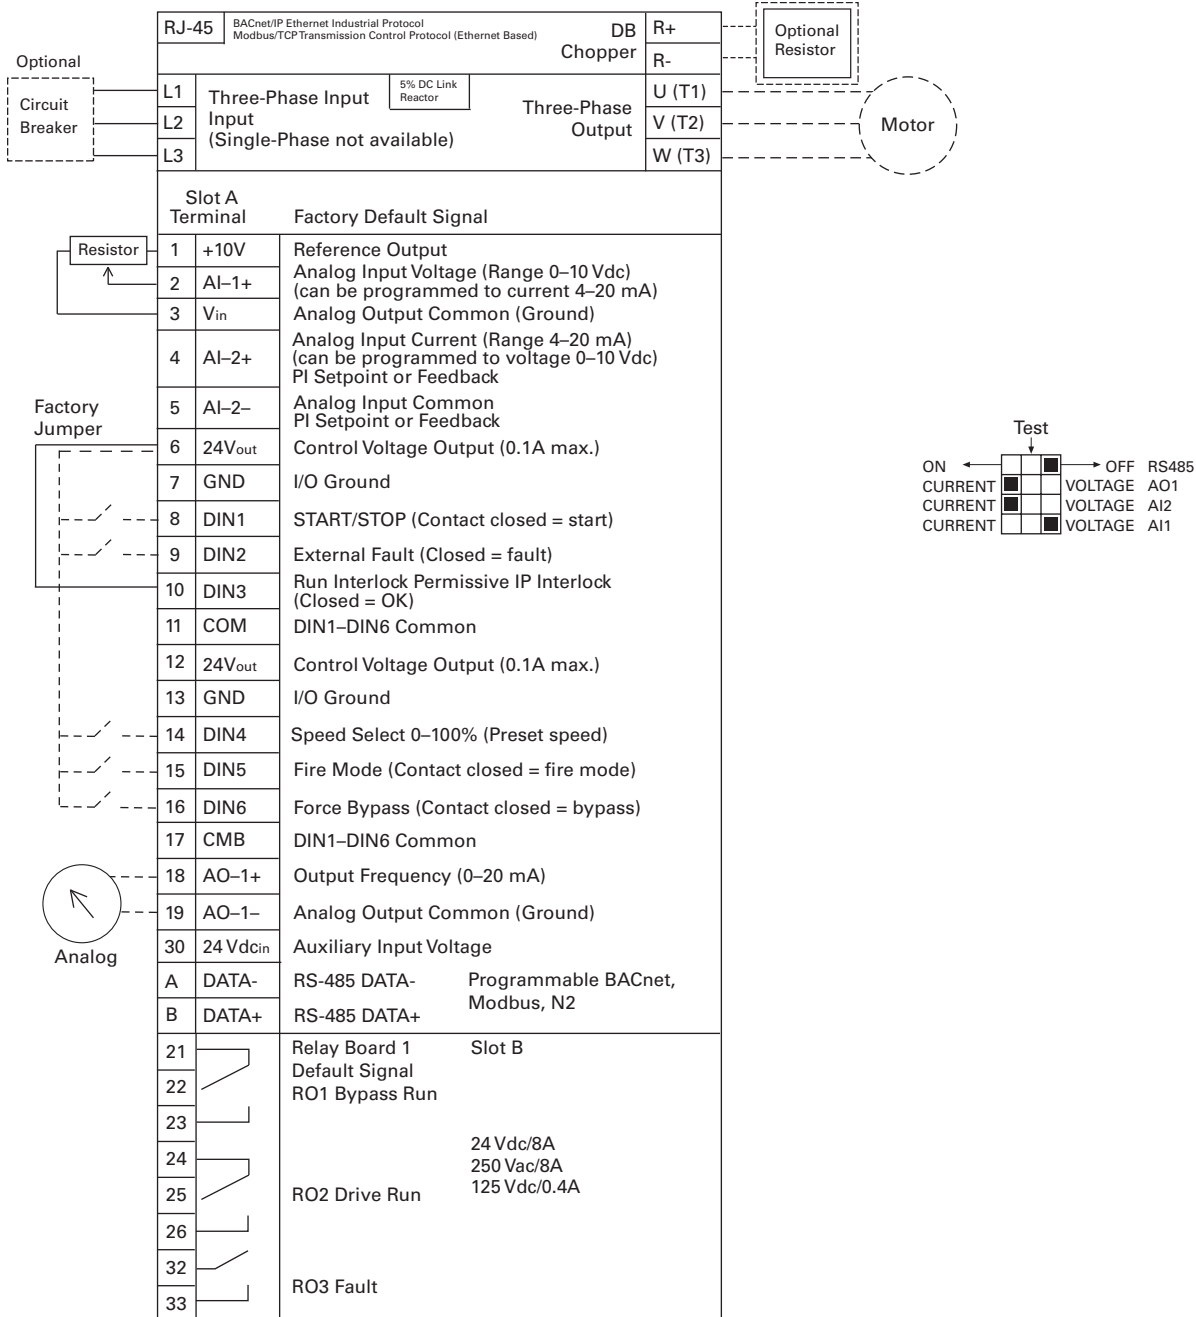 RJ-45 BACnet/IP Ethernet Industrial Protocol
Modbus/TCP Transmission Control Protocol (Ethernet Based)
DB
Chopper
R+
R-
Optional
Resistor
Optional
Circuit
Breaker
L1
L2
L3
Three-Phase Input
Input
(Single-Phase not available)
5% DC Link
Reactor
Three-Phase
Output
U (T1)
V (T2)
W (T3)
Motor
Slot A
Terminal Factory Default Signal
Resistor
1 +10V Reference Output
2 AI–1+ Analog Input Voltage (Range 0–10 Vdc)
(can be programmed to current 4–20 mA)
3 Vin Analog Output Common (Ground)
4 AI–2+ Analog Input Current (Range 4–20 mA)
(can be programmed to voltage 0–10 Vdc)
PI Setpoint or Feedback
5 AI–2– Analog Input Common
PI Setpoint or Feedback
Factory
Jumper
6 24Vout Control Voltage Output (0.1A max.)
7 GND I/O Ground
8 DIN1 START/STOP (Contact closed = start)
9 DIN2 External Fault (Closed = fault)
10 DIN3 Run Interlock Permissive IP Interlock
(Closed = OK)
11 COM DIN1–DIN6 Common
12 24Vout Control Voltage Output (0.1A max.)
13 GND I/O Ground
14 DIN4 Speed Select 0–100% (Preset speed)
15 DIN5 Fire Mode (Contact closed = fire mode)
16 DIN6 Force Bypass (Contact closed = bypass)
17 CMB DIN1–DIN6 Common
18 AO–1+ Output Frequency (0–20 mA)
19 AO–1– Analog Output Common (Ground)
Analog
30 24 Vdcin Auxiliary Input Voltage
A DATA- RS-485 DATA-
B DATA+ RS-485 DATA+
Programmable BACnet,
Modbus, N2
21
22
23
24
25
26
32
33
Relay Board 1 Slot B
Default Signal
RO1 Bypass Run
24 Vdc/8A
250 Vac/8A
125 Vdc/0.4A
RO2 Drive Run
RO3 Fault
Test
ON OFF RS485
CURRENT VOLTAGE AO1
CURRENT VOLTAGE AI2
CURRENT VOLTAGE AI1